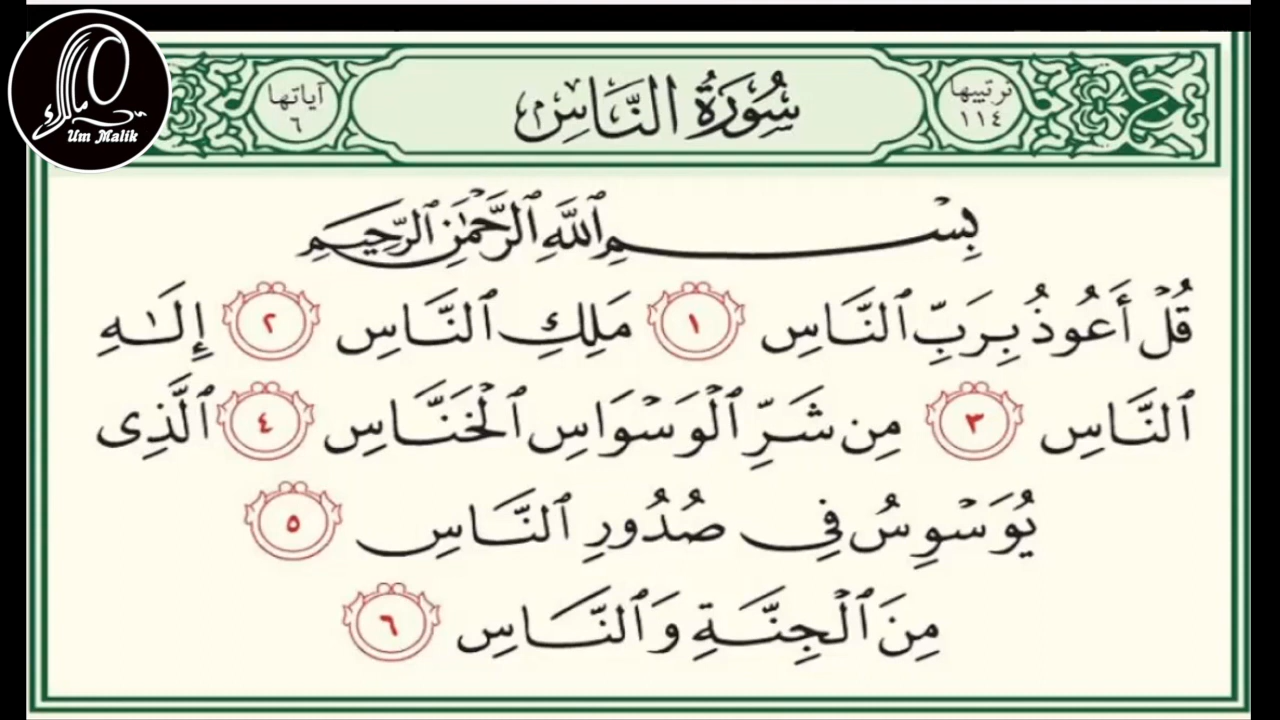 مالك
Um Malik
ترتيبها
١١٤
سُورَةُ النَّاسِ
آياتها
٦
بِسْمِ ٱللَّهِ ٱلرَّحْمَٰنِ ٱلرَّحِيمِ
قُلْ أَعُوذُ بِرَبِّ ٱلنَّاسِ ١ مَلِكِ ٱلنَّاسِ ٢ إِلَٰهِ
ٱلنَّاسِ ٣ مِن شَرِّ ٱلْوَسْوَاسِ ٱلْخَنَّاسِ ٤ ٱلَّذِى
يُوَسْوِسُ فِى صُدُورِ ٱلنَّاسِ ٥
مِنَ ٱلْجِنَّةِ وَٱلنَّاسِ ٦